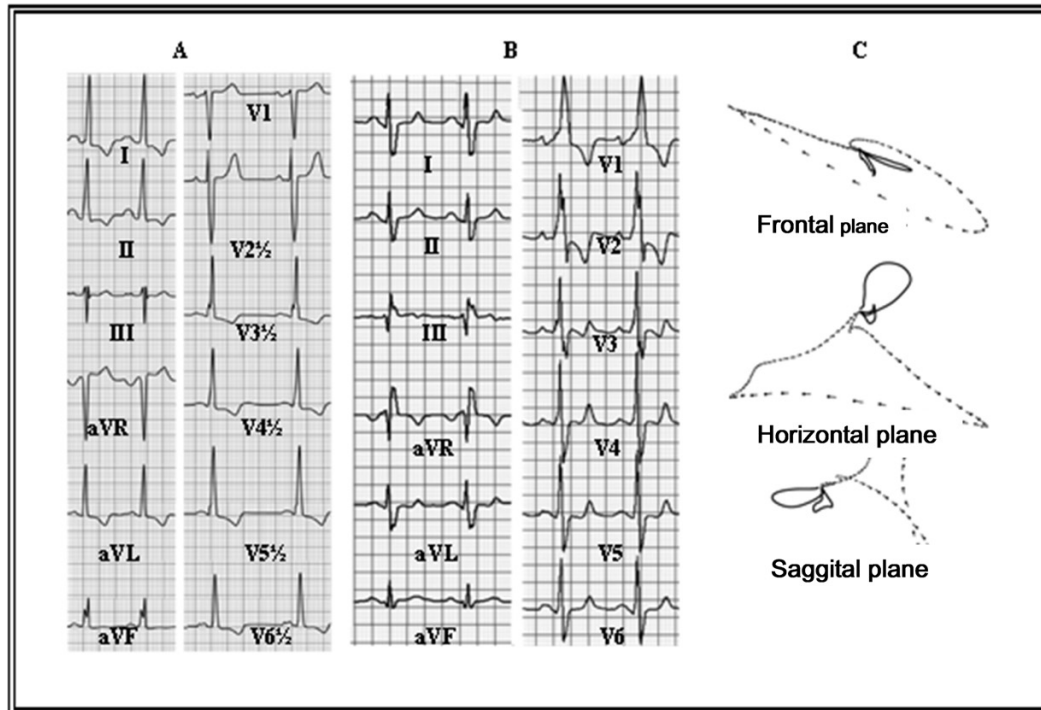 A
B
C
I
II
III
aVR
aVL
aVF
V1
V2½
V3½
V4½
V5½
V6½
I
II
III
aVR
aVL
aVF
V1
V2
V3
V4
V5
V6
Frontal plane
Horizontal plane
Saggital plane